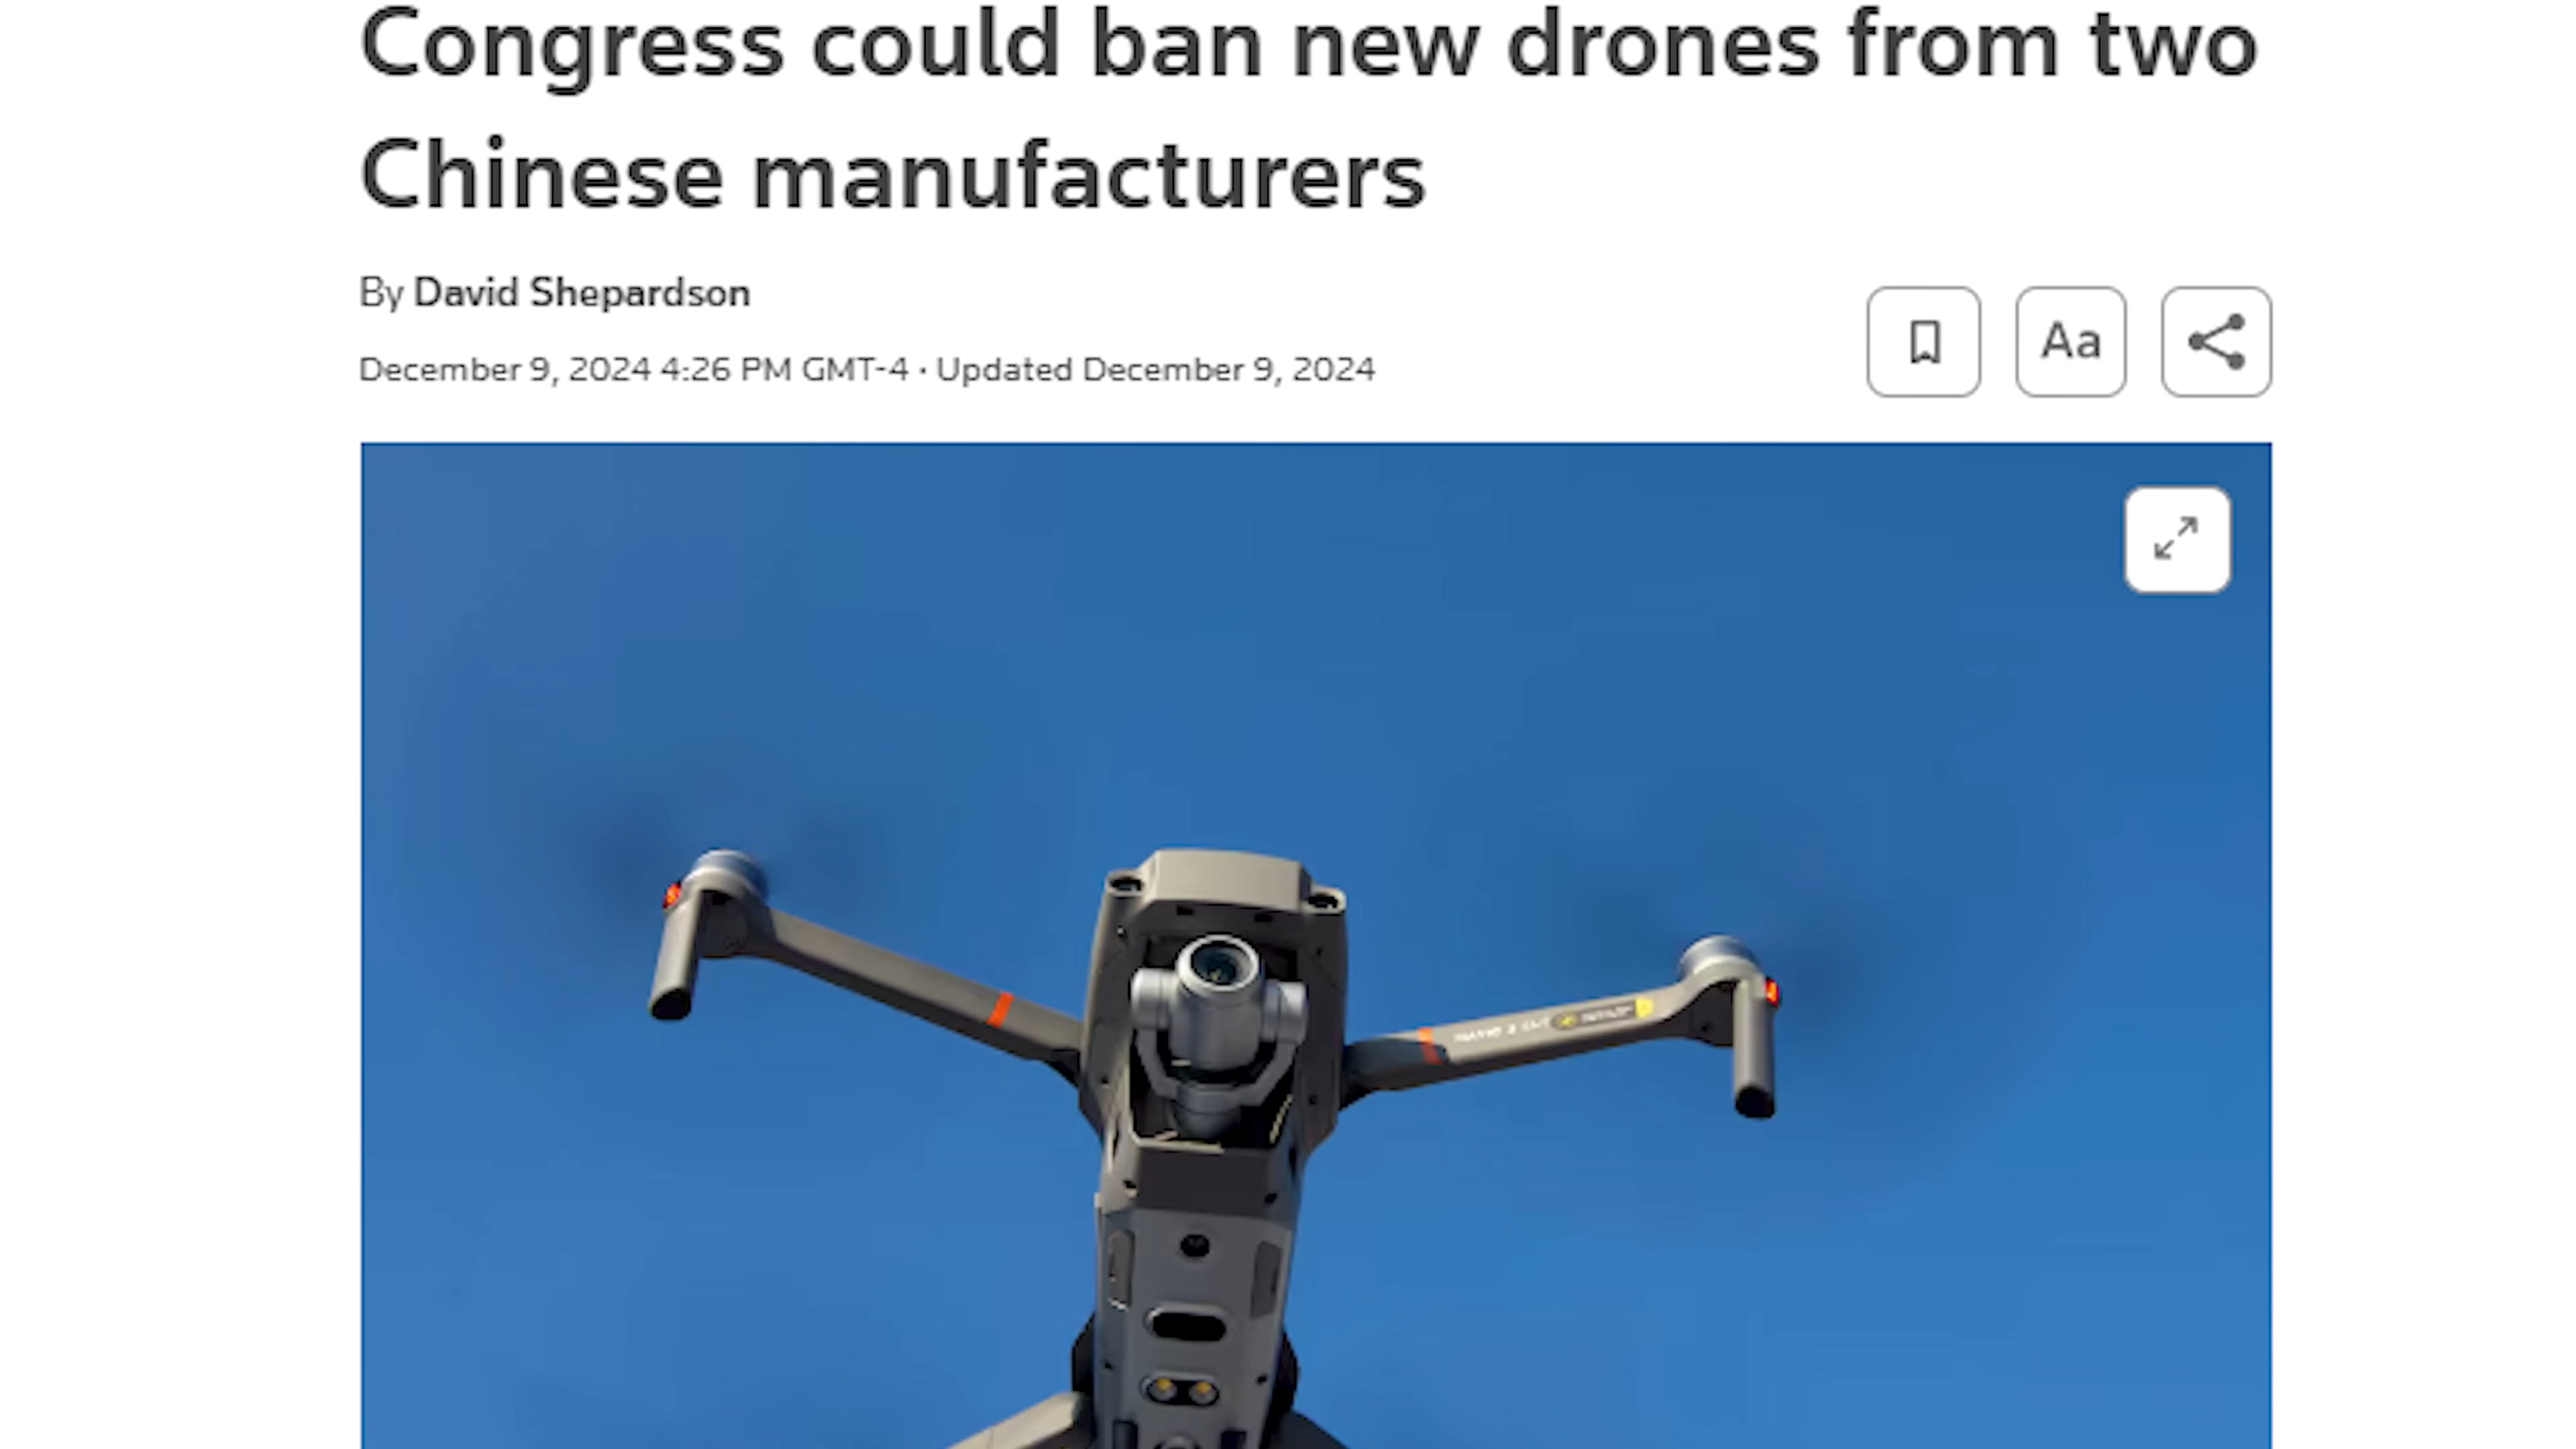 Congress could ban new drones from two
Chinese manufacturers
By David Shepardson
December 9, 2024 4:26 PM GMT-4 · Updated December 9, 2024
Aa